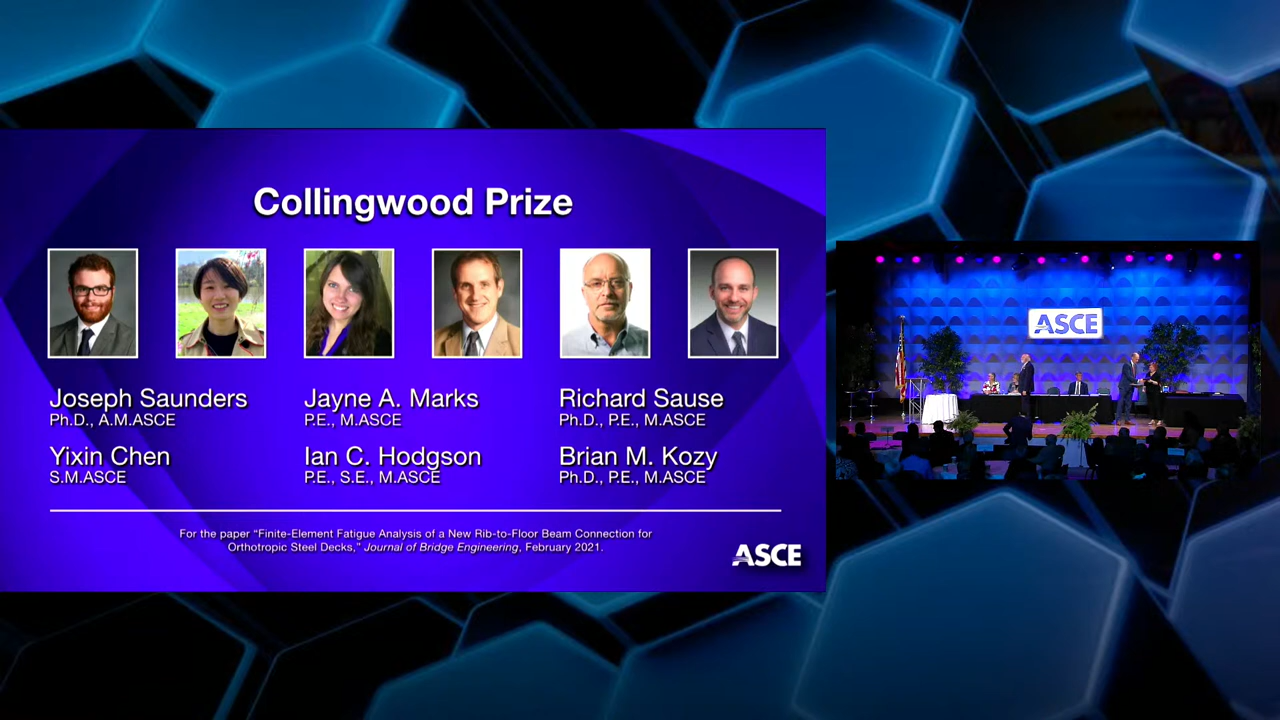 Collingwood Prize
Joseph Saunders
Ph.D., A.M.ASCE
Yixin Chen
S.M.ASCE
Jayne A. Marks
P.E., M.ASCE
Ian C. Hodgson
P.E., S.E., M.ASCE
Richard Sause
Ph.D., P.E., M.ASCE
Brian M. Kozy
Ph.D., P.E., M.ASCE
For the paper “Finite-Element Fatigue Analysis of a New Rib-to-Floor Beam Connection for
Orthotropic Steel Decks,” Journal of Bridge Engineering, February 2021.
ASCE
ASCE